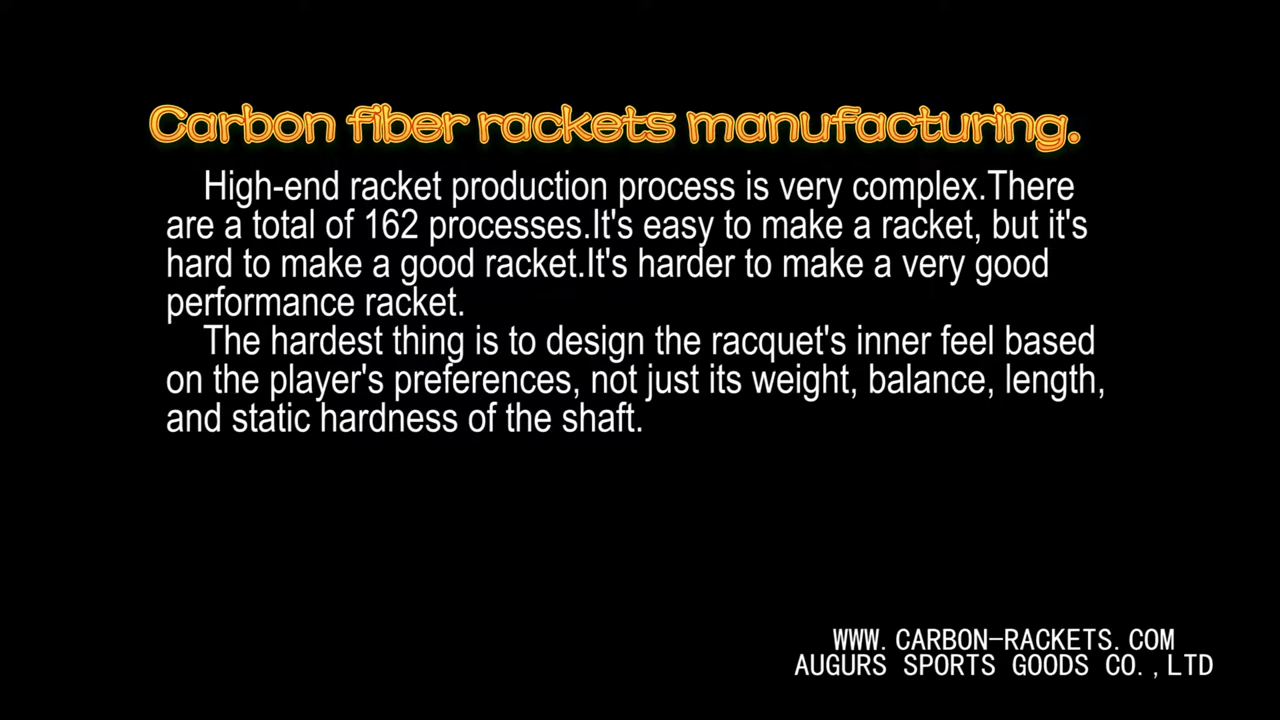 Carbon fiber rackets manufacturing.
High-end racket production process is very complex.There
are a total of 162 processes.It's easy to make a racket, but it's
hard to make a good racket.It's harder to make a very good
performance racket.
The hardest thing is to design the racquet's inner feel based
on the player's preferences, not just its weight, balance, length,
and static hardness of the shaft.
WWW.CARBON-RACKETS.COM
AUGURS SPORTS GOODS CO.,LTD